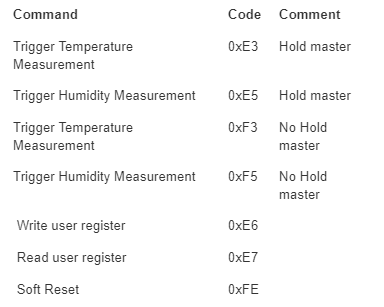 Command Code Comment
Trigger Temperature Measurement 0xE3 Hold master
Trigger Humidity Measurement 0xE5 Hold master
Trigger Temperature Measurement 0xF3 No Hold master
Trigger Humidity Measurement 0xF5 No Hold master
Write user register 0xE6
Read user register 0xE7
Soft Reset 0xFE